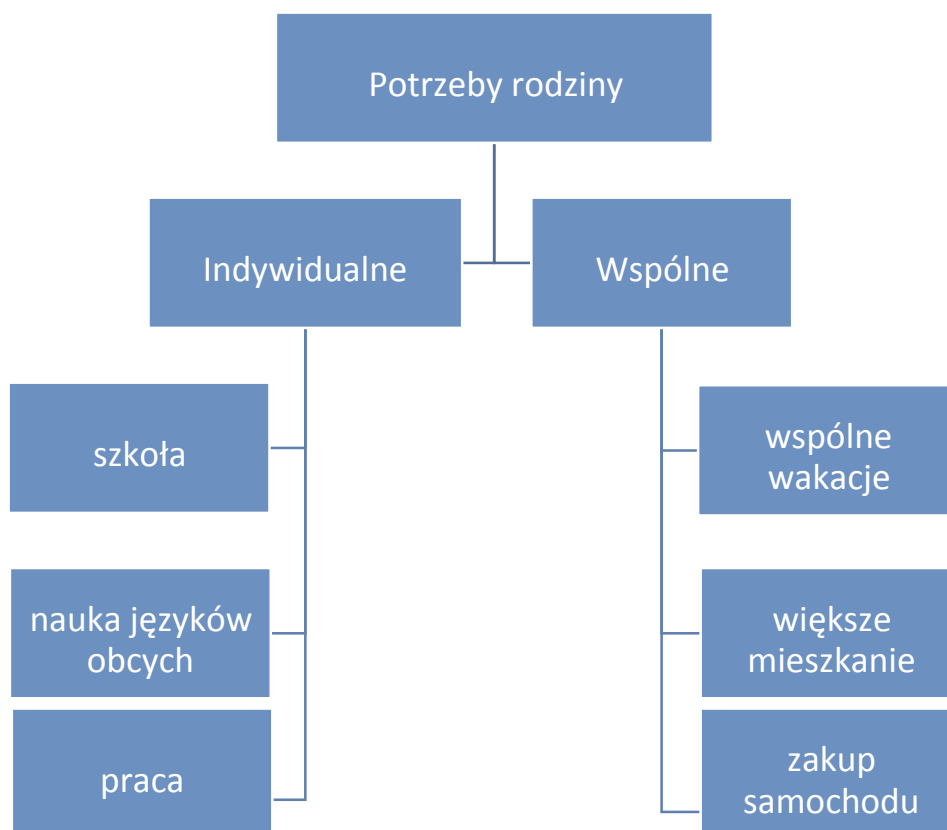 Potrzeby rodziny
Indywidualne
Wspólne
szkoła
nauka języków
obcych
praca
wspólne
wakacje
większe
mieszkanie
zakup
samochodu